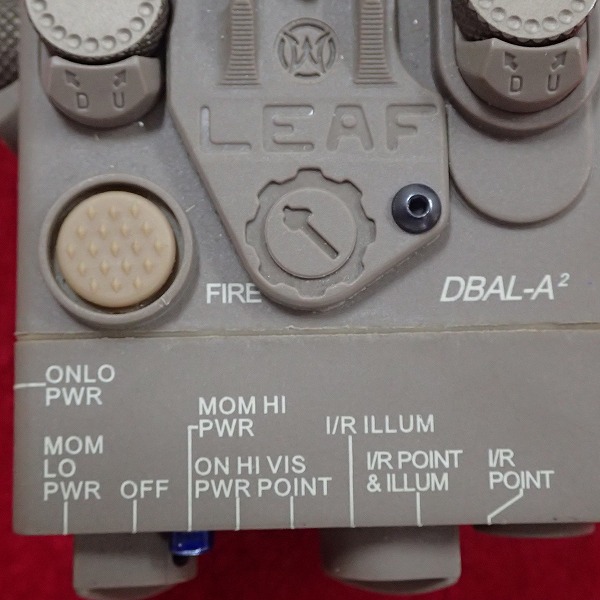 D U
D U
LEAF
FIRE
DBAL-A²
ONLO
PWR
MOM
LO
PWR
OFF
MOM HI
PWR
ON HI VIS
PWR POINT
I/R ILLUM
I/R POINT
& ILLUM
I/R
POINT